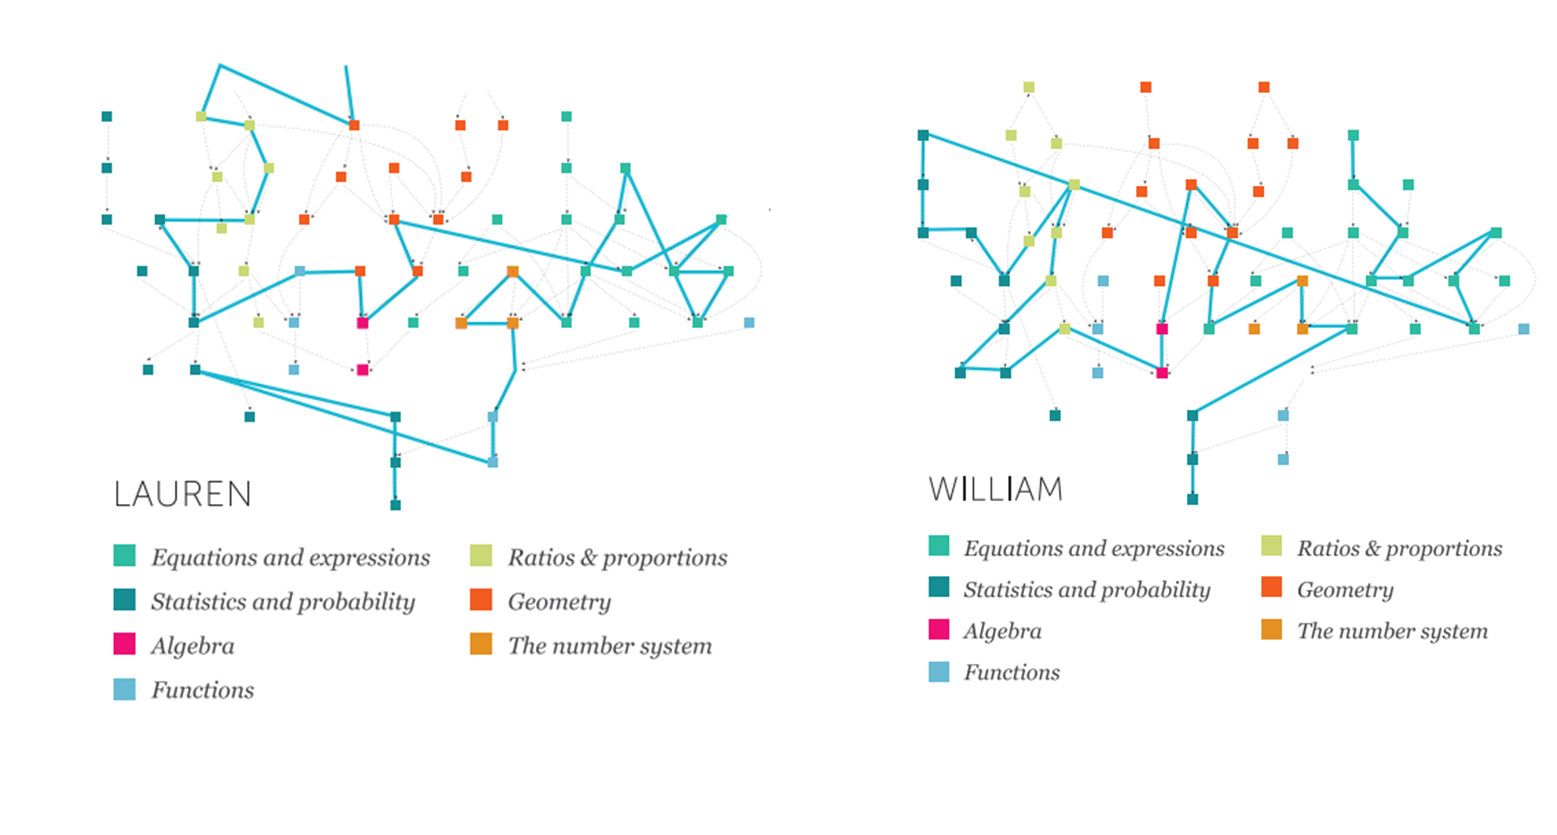 LAUREN
Equations and expressions
Ratios & proportions
Statistics and probability
Geometry
Algebra
The number system
Functions
WILLIAM
Equations and expressions
Ratios & proportions
Statistics and probability
Geometry
Algebra
The number system
Functions